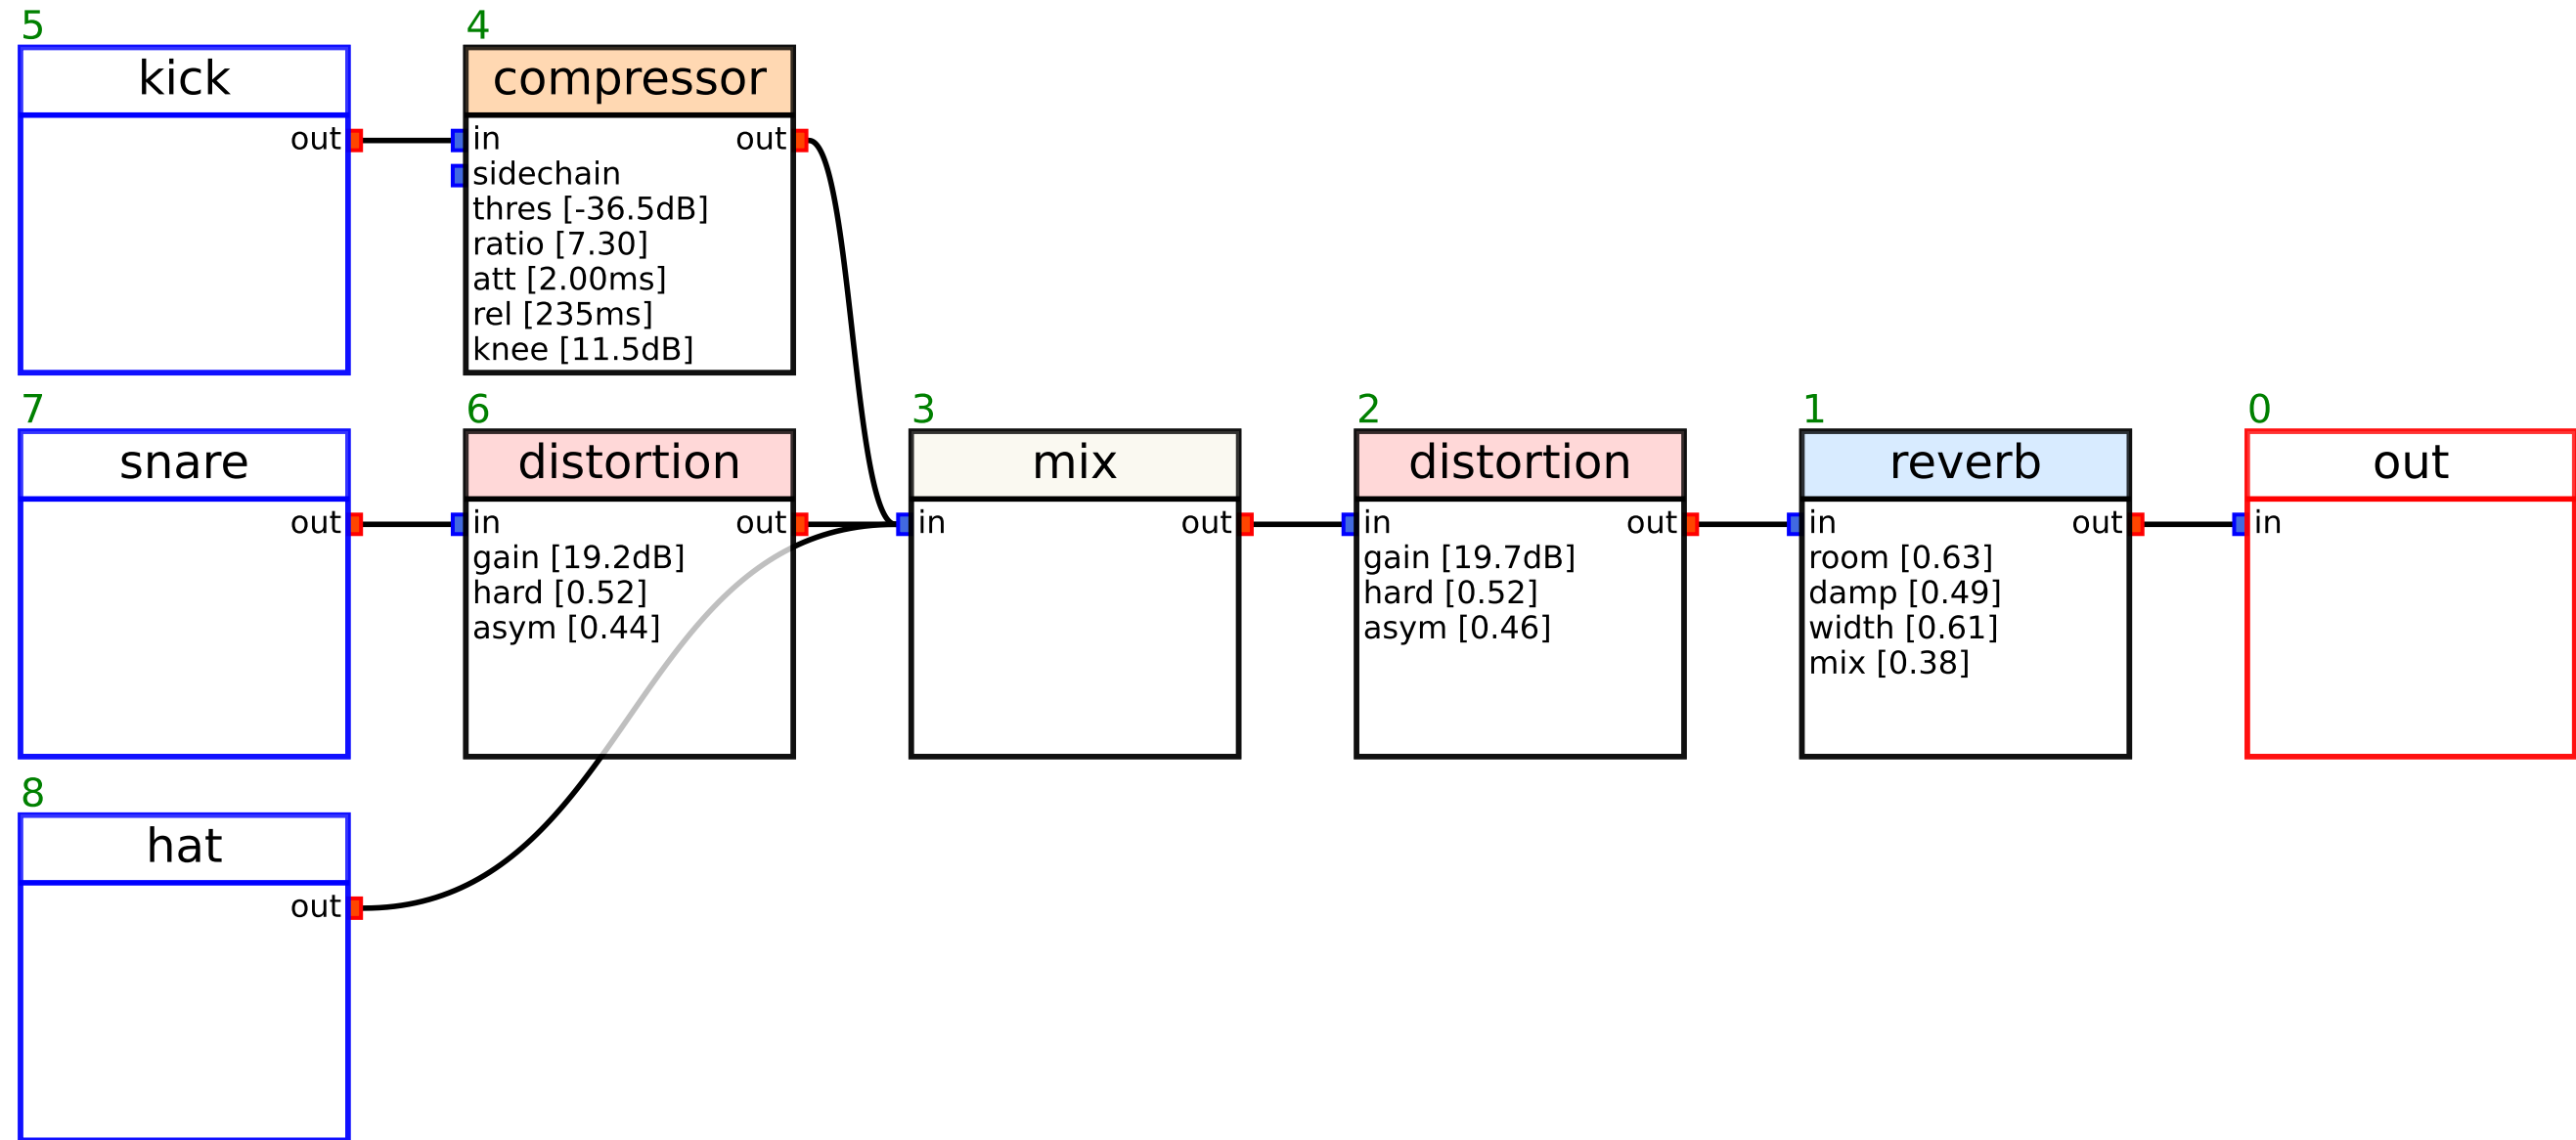 5
kick
out
4
compressor
in out
sidechain
thres [-36.5dB]
ratio [7.30]
att [2.00ms]
rel [235ms]
knee [11.5dB]
7
snare
out
6
distortion
in out
gain [19.2dB]
hard [0.52]
asym [0.44]
3
mix
in out
2
distortion
in out
gain [19.7dB]
hard [0.52]
asym [0.46]
1
reverb
in out
room [0.63]
damp [0.49]
width [0.61]
mix [0.38]
0
out
in
8
hat
out